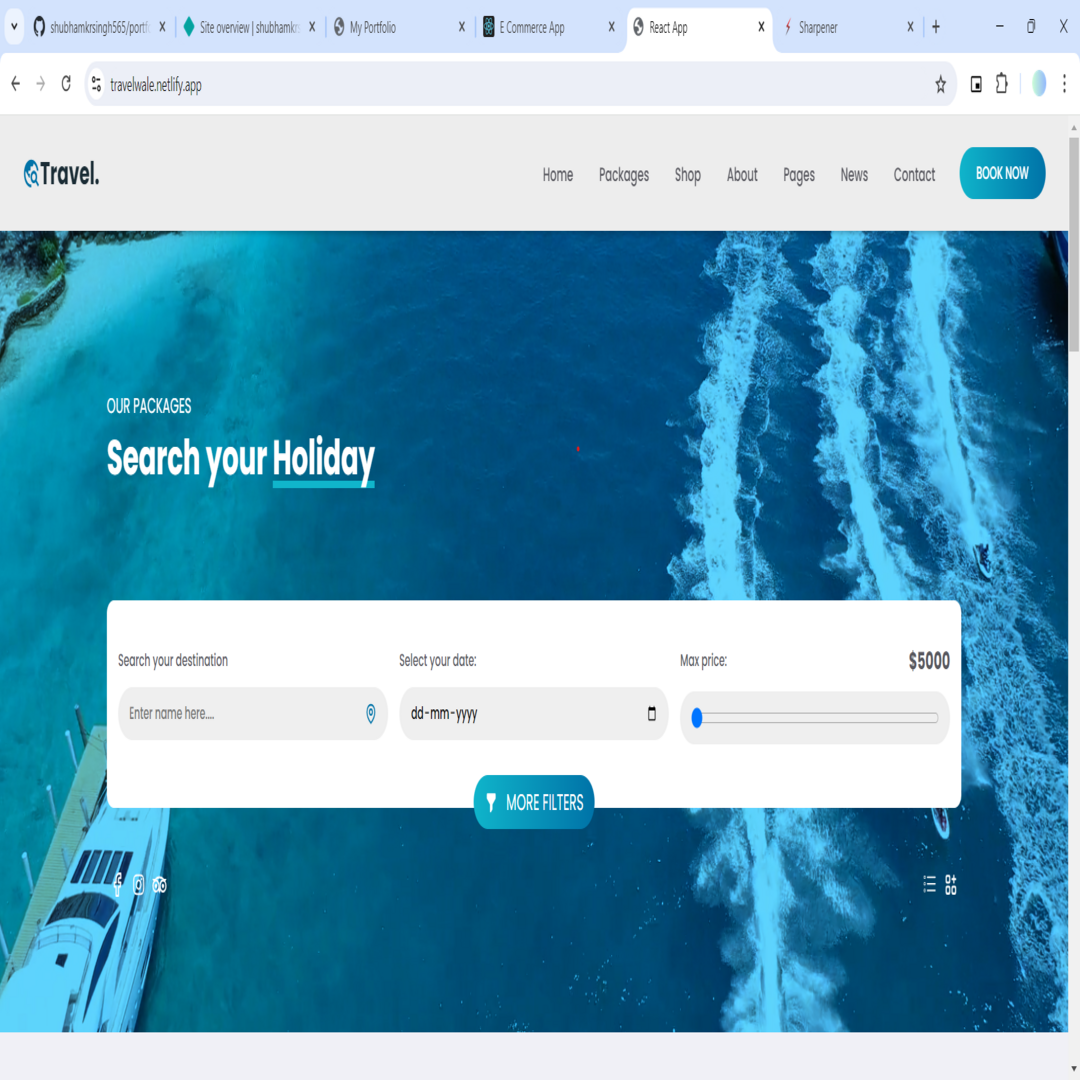 shubhamkrsingh565/portf
Site overview | shubhamkr
My Portfolio
E Commerce App
React App
Sharpener
travelwale.netlify.app
Travel.
Home
Packages
Shop
About
Pages
News
Contact
BOOK NOW
OUR PACKAGES
Search your Holiday
Search your destination
Select your date:
Max price:
$5000
Enter name here....
dd-mm-yyyy
MORE FILTERS